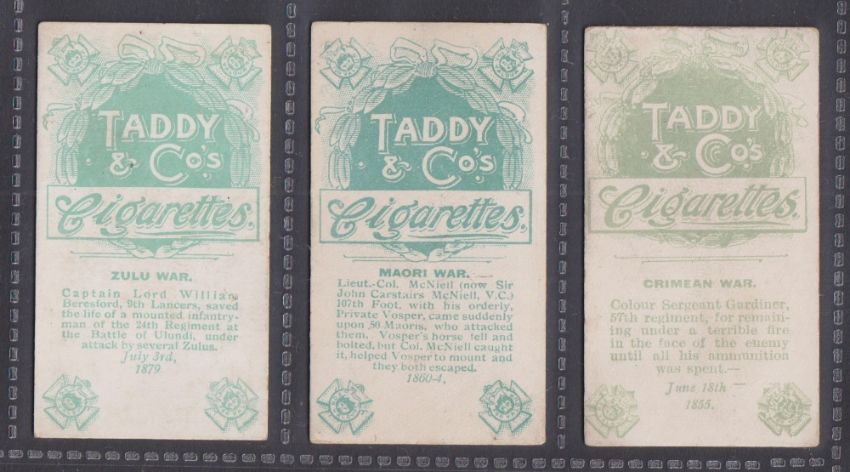 TADDY
& Co's
Cigarettes.
ZULU WAR.
Captain Lord William
Beresford, 9th Lancers, saved
the life of a mounted infantry-
man of the 24th Regiment at
the Battle of Ulundi, under
attack by several Zulus.
July 3rd,
1879
TADDY
& Co's
Cigarettes.
MAORI WAR.
Lieut.-Col. McNiell (now Sir
John Carstairs McNiell, V.C.)
107th Foot, with his orderly,
Private Vosper, came suddenly
upon 50 Maoris, who attacked
them. Vosper's horse fell and
bolted, but Col. McNiell caught
it, helped Vosper to mount and
they both escaped.
1860-4,
TADDY
& Co's
Cigarettes.
CRIMEAN WAR.
Colour Sergeant Gardiner,
57th regiment, for remain-
ing under a terrible fire
in the face of the enemy
until all his ammunition
was spent.—
June 18th
1855.